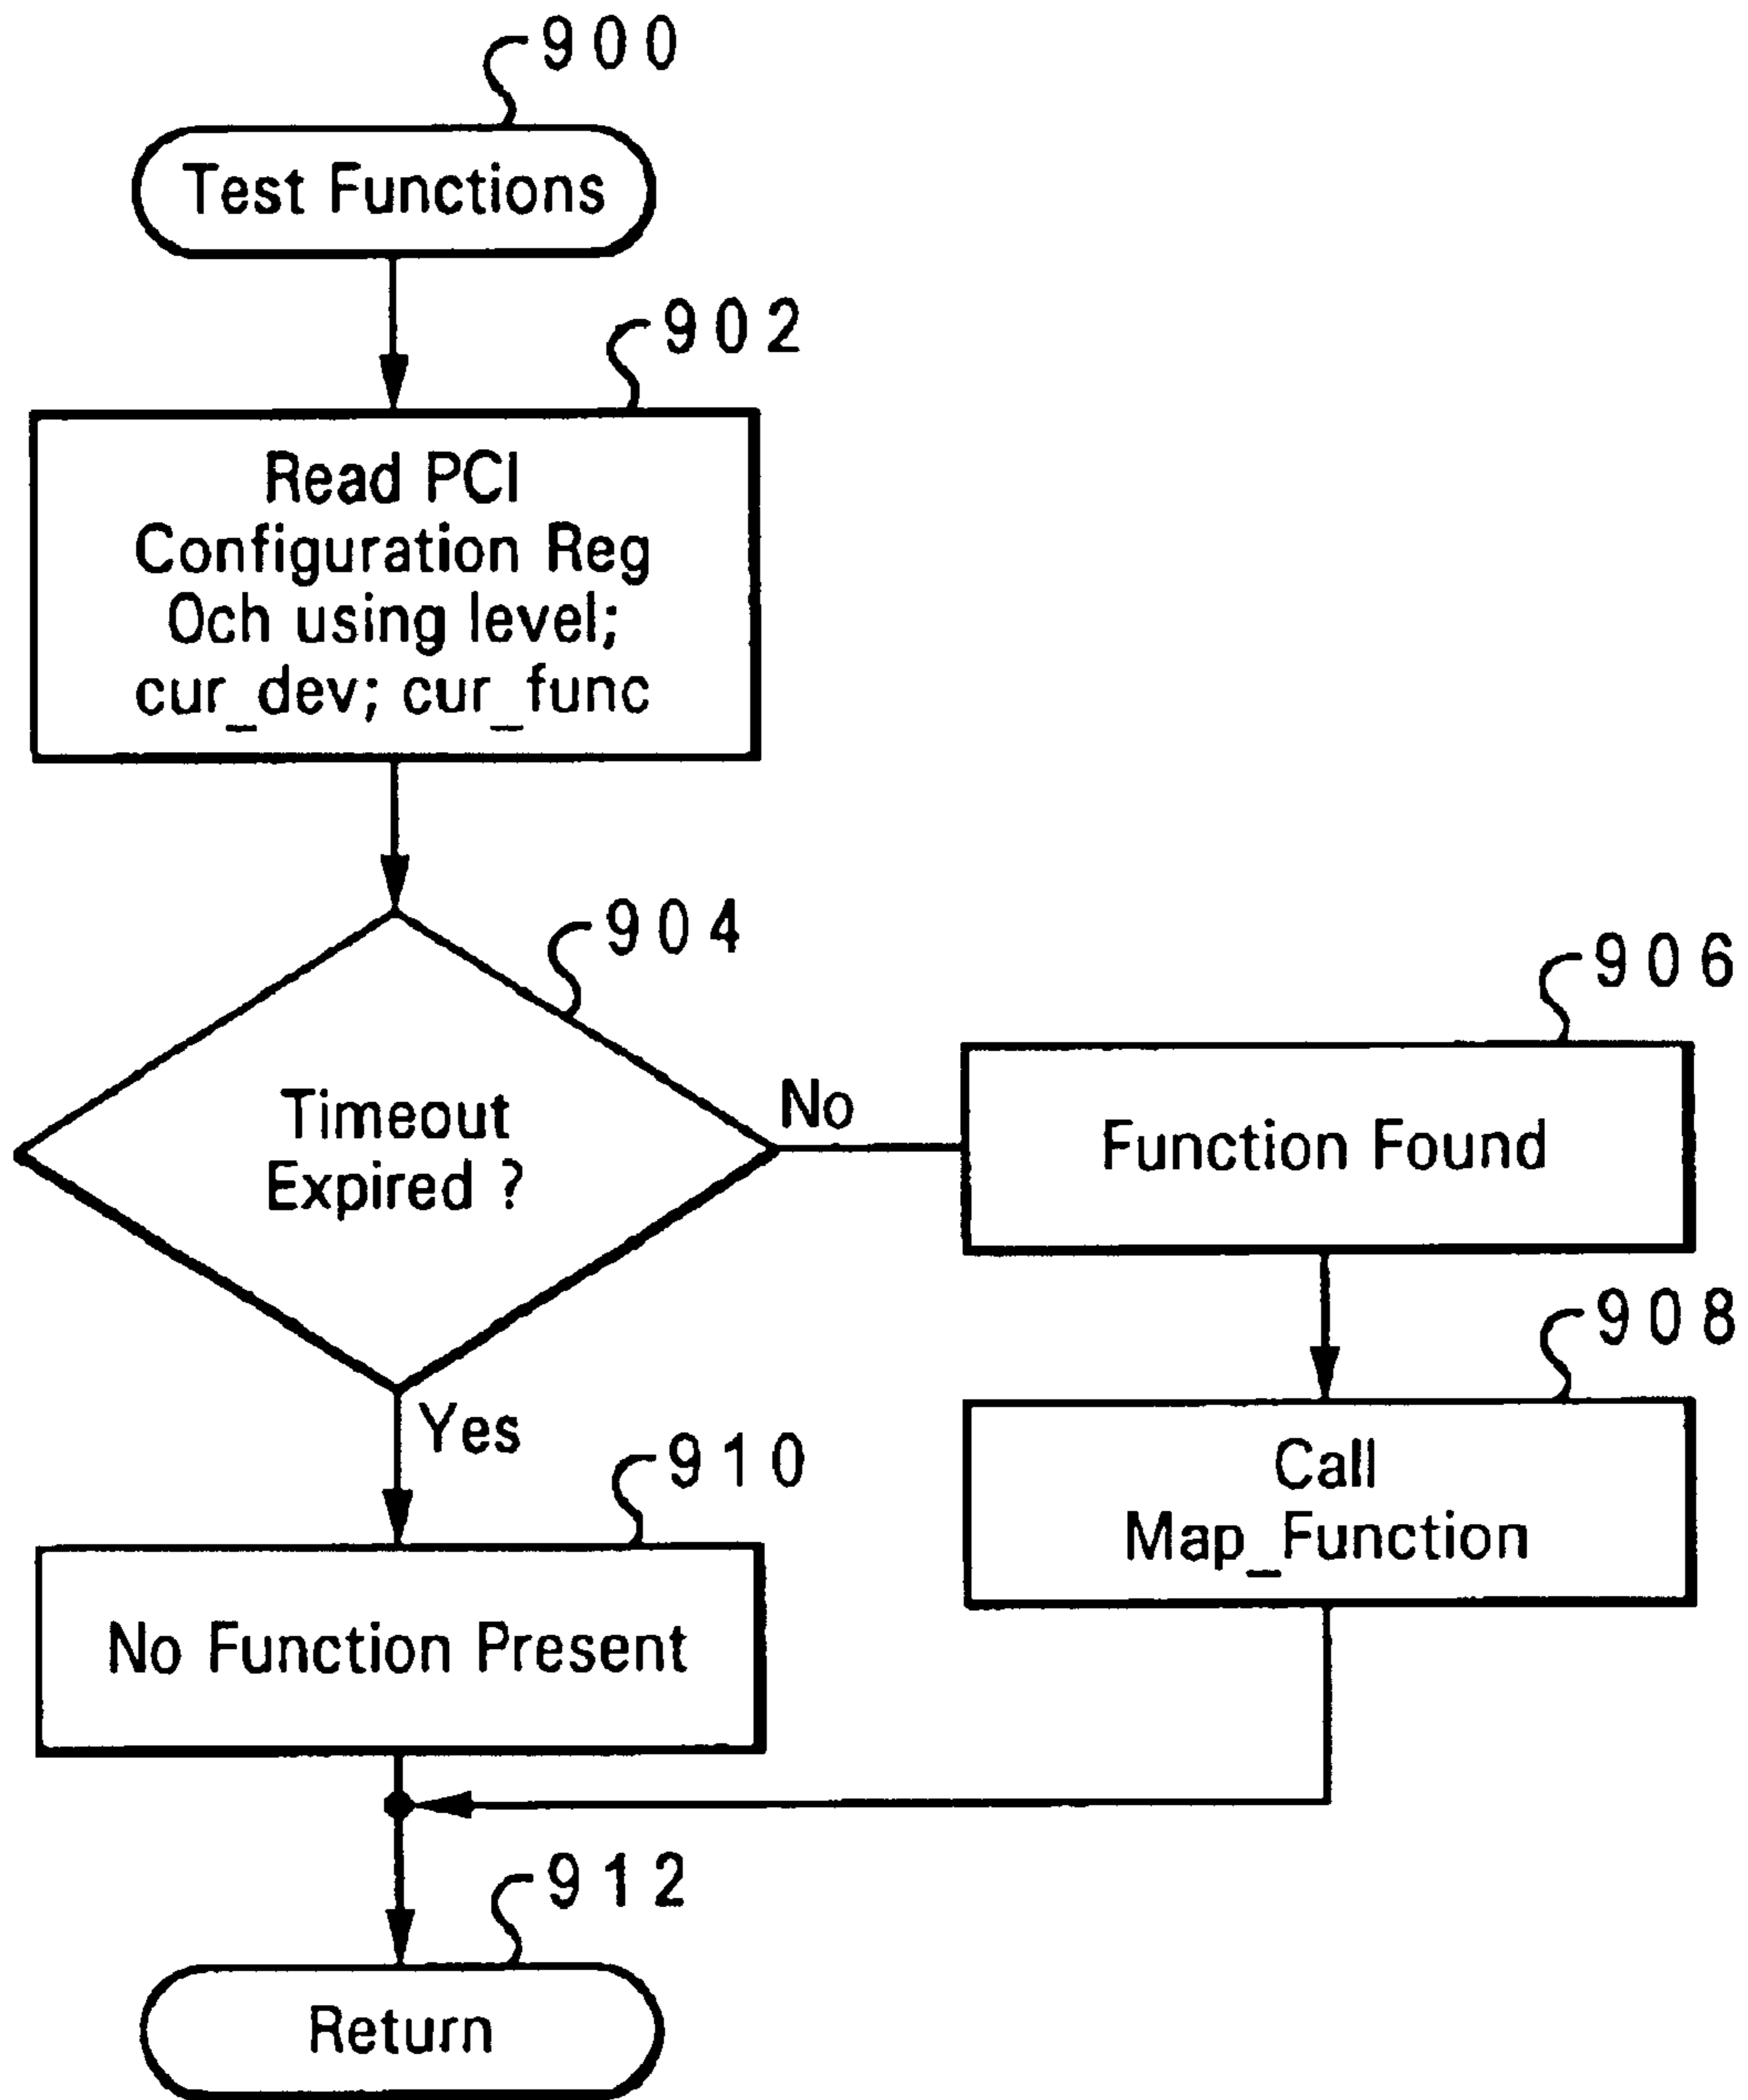 900
Test Functions
902
Read PCI
Configuration Reg
0ch using level;
cur_dev; cur_func
904
Timeout
Expired ?
No
906
Function Found
908
Call
Map_Function
Yes
910
No Function Present
912
Return